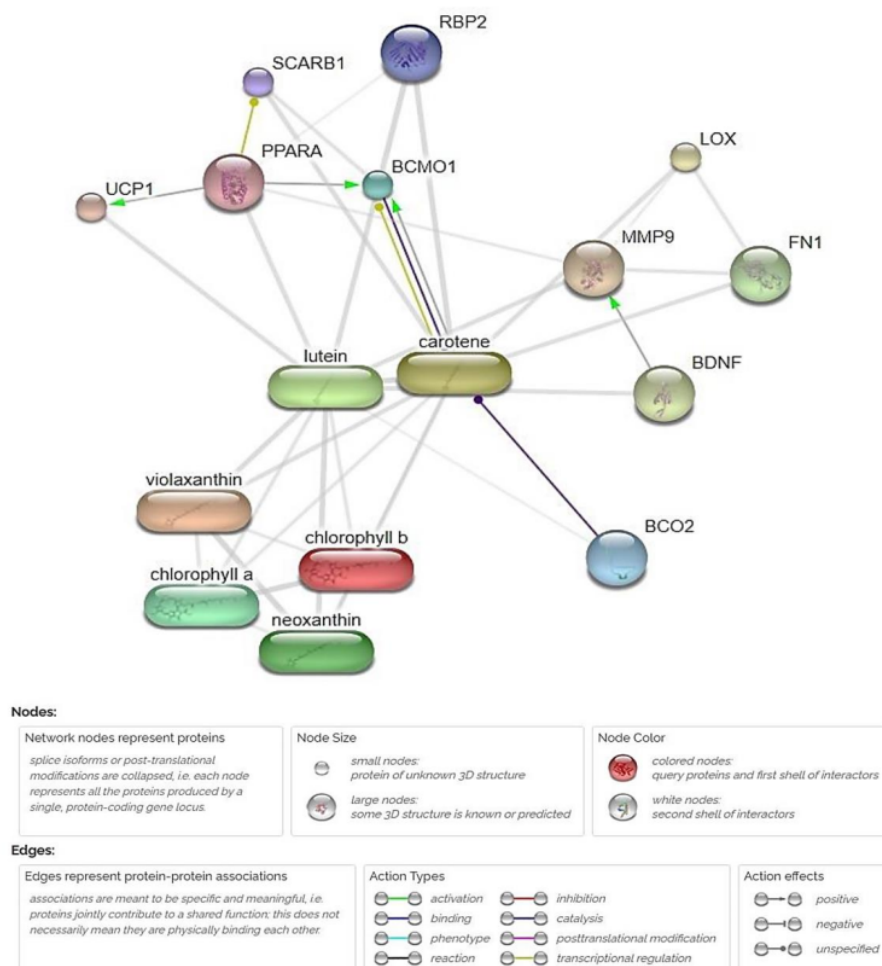 RBP2
SCARB1
LOX
PPARA
BCMO1
UCP1
MMP9
FN1
carotene
lutein
BDNF
violaxanthin
chlorophyll b
BCO2
chlorophyll a
neoxanthin
Nodes:
Network nodes represent proteins
splice isoforms or post-translational
modifications are collapsed, i.e. each node
represents all the proteins produced by a
single, protein-coding gene locus.
Node Size
small nodes:
protein of unknown 3D structure
large nodes:
some 3D structure is known or predicted
Node Color
colored nodes:
query proteins and first shell of interactors
white nodes:
second shell of interactors
Edges:
Edges represent protein-protein associations
associations are meant to be specific and meaningful, i.e.
proteins jointly contribute to a shared function; this does not
necessarily mean they are physically binding each other.
Action Types
activation
inhibition
binding
catalysis
phenotype
posttranslational modification
reaction
transcriptional regulation
Action effects
positive
negative
unspecified